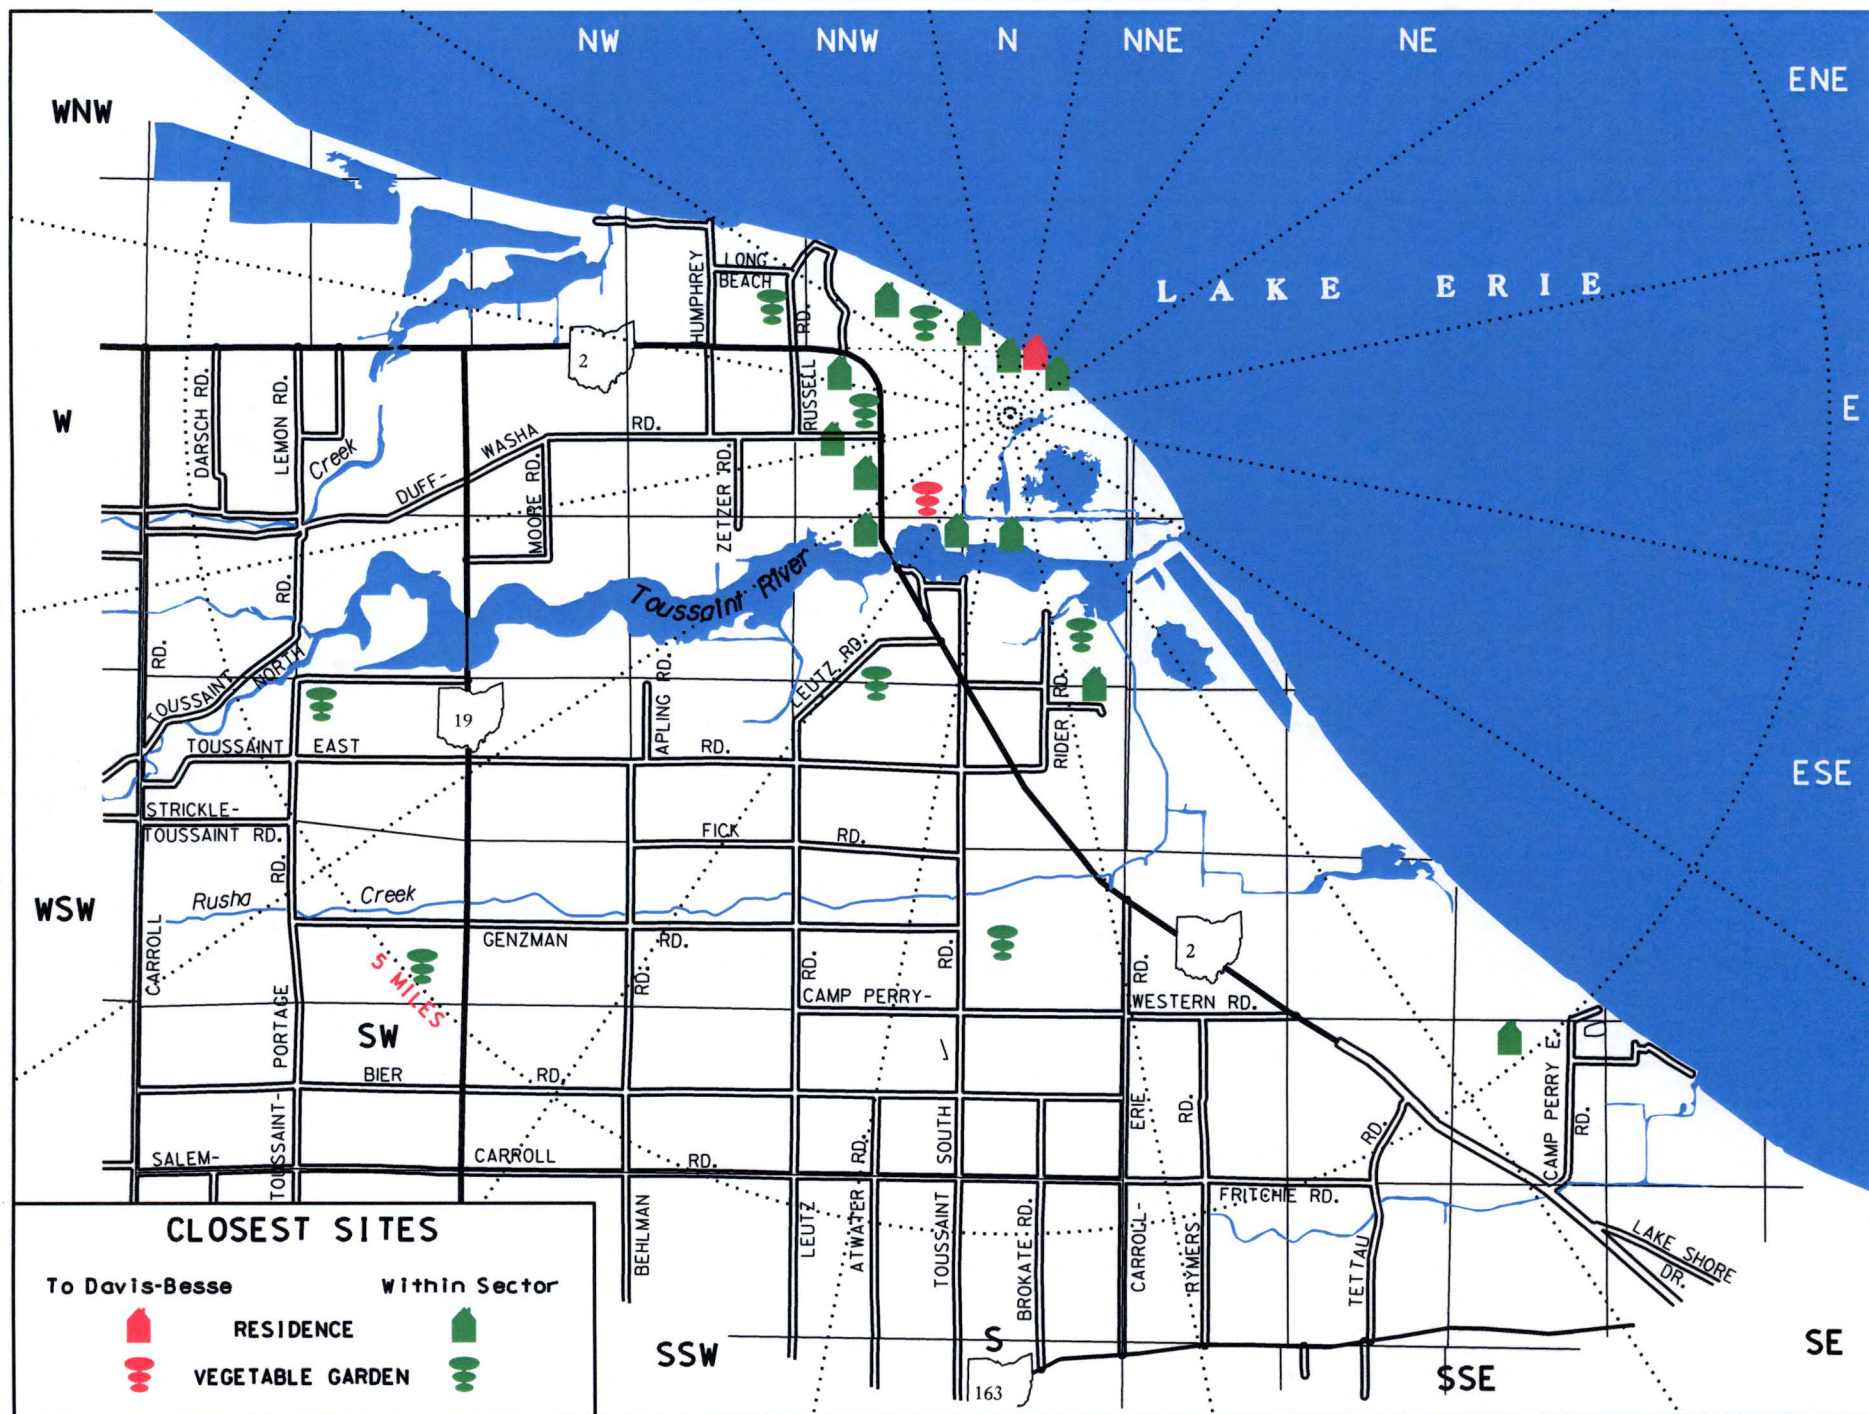 NW
NNW
N
NNE
NE
ENE
WNW
LAKE ERIE
LONG
BEACH
HUMPHREY
RD.
2
RUSSELL
W
E
DARSCH RD.
LEMON RD.
Creek
DUFF-
WASHA
RD.
MOORE RD.
ZETZER RD.
Toussaint River
RD.
RD.
TOUSSAINT
NORTH
19
APLING RD.
LEUTZ RD.
RIDER RD.
TOUSSAINT
EAST
RD.
ESE
STRICKLE-
TOUSSAINT RD.
FICK
RD.
RD.
Rusha
Creek
WSW
CARROLL
GENZMAN
RD.
RD.
RD.
RD.
RD.
2
5 MILES
CAMP PERRY-
WESTERN RD.
SW
PORTAGE
BIER
RD.
CAMP PERRY E.
RD.
ERIE
RD.
RD.
SALEM-
TOUSSAINT-
CARROLL
RD.
RD.
SOUTH
FRITCHIE RD.
BEHLMAN
LEUTZ
ATWATER
TOUSSAINT
BROKATE RD.
CARROLL-
RYMERS
TETTAU
LAKE SHORE
DR.
CLOSEST SITES
To Davis-Besse
Within Sector
RESIDENCE
VEGETABLE GARDEN
SSW
S
163
SSE
SE